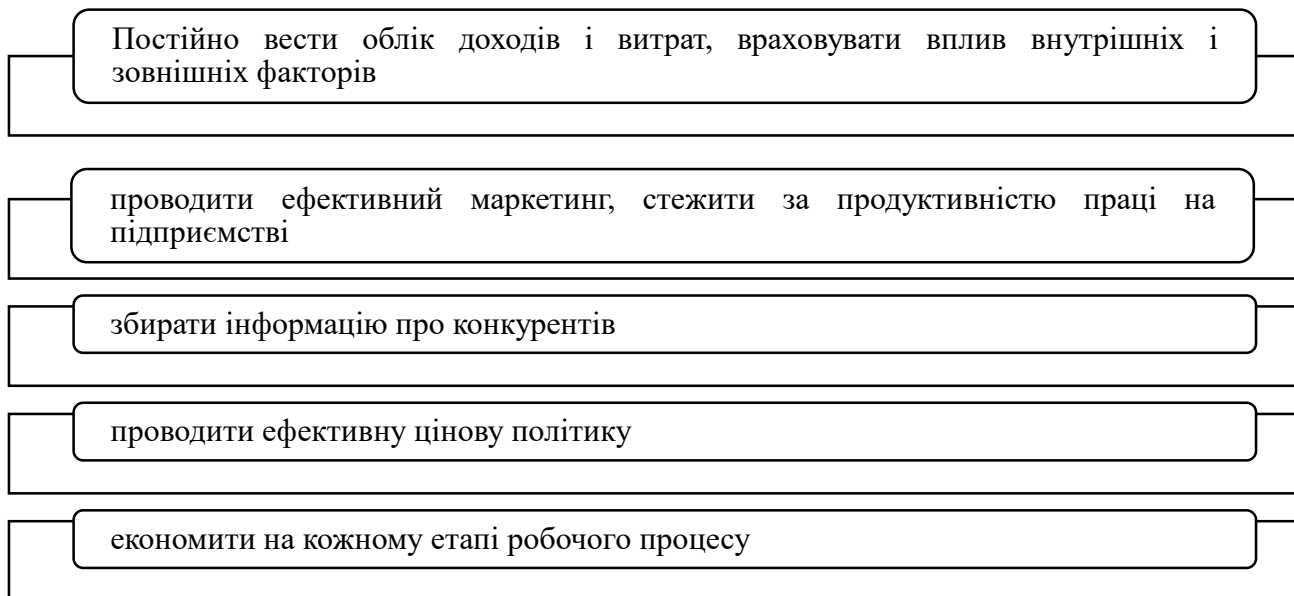 Постійно вести облік доходів і витрат, враховувати вплив внутрішніх і
зовнішніх факторів
проводити ефективний маркетинг, стежити за продуктивністю праці на
підприємстві
збирати інформацію про конкурентів
проводити ефективну цінову політику
економити на кожному етапі робочого процесу